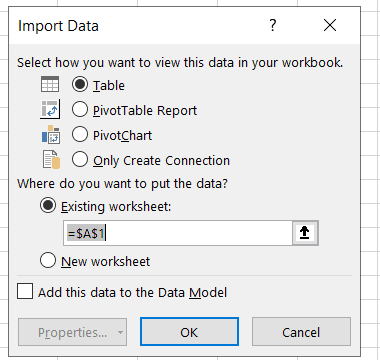 Import Data
?
Select how you want to view this data in your workbook.
Table
PivotTable Report
PivotChart
Only Create Connection
Where do you want to put the data?
Existing worksheet:
=$A$1
New worksheet
Add this data to the Data Model
Properties...
OK
Cancel